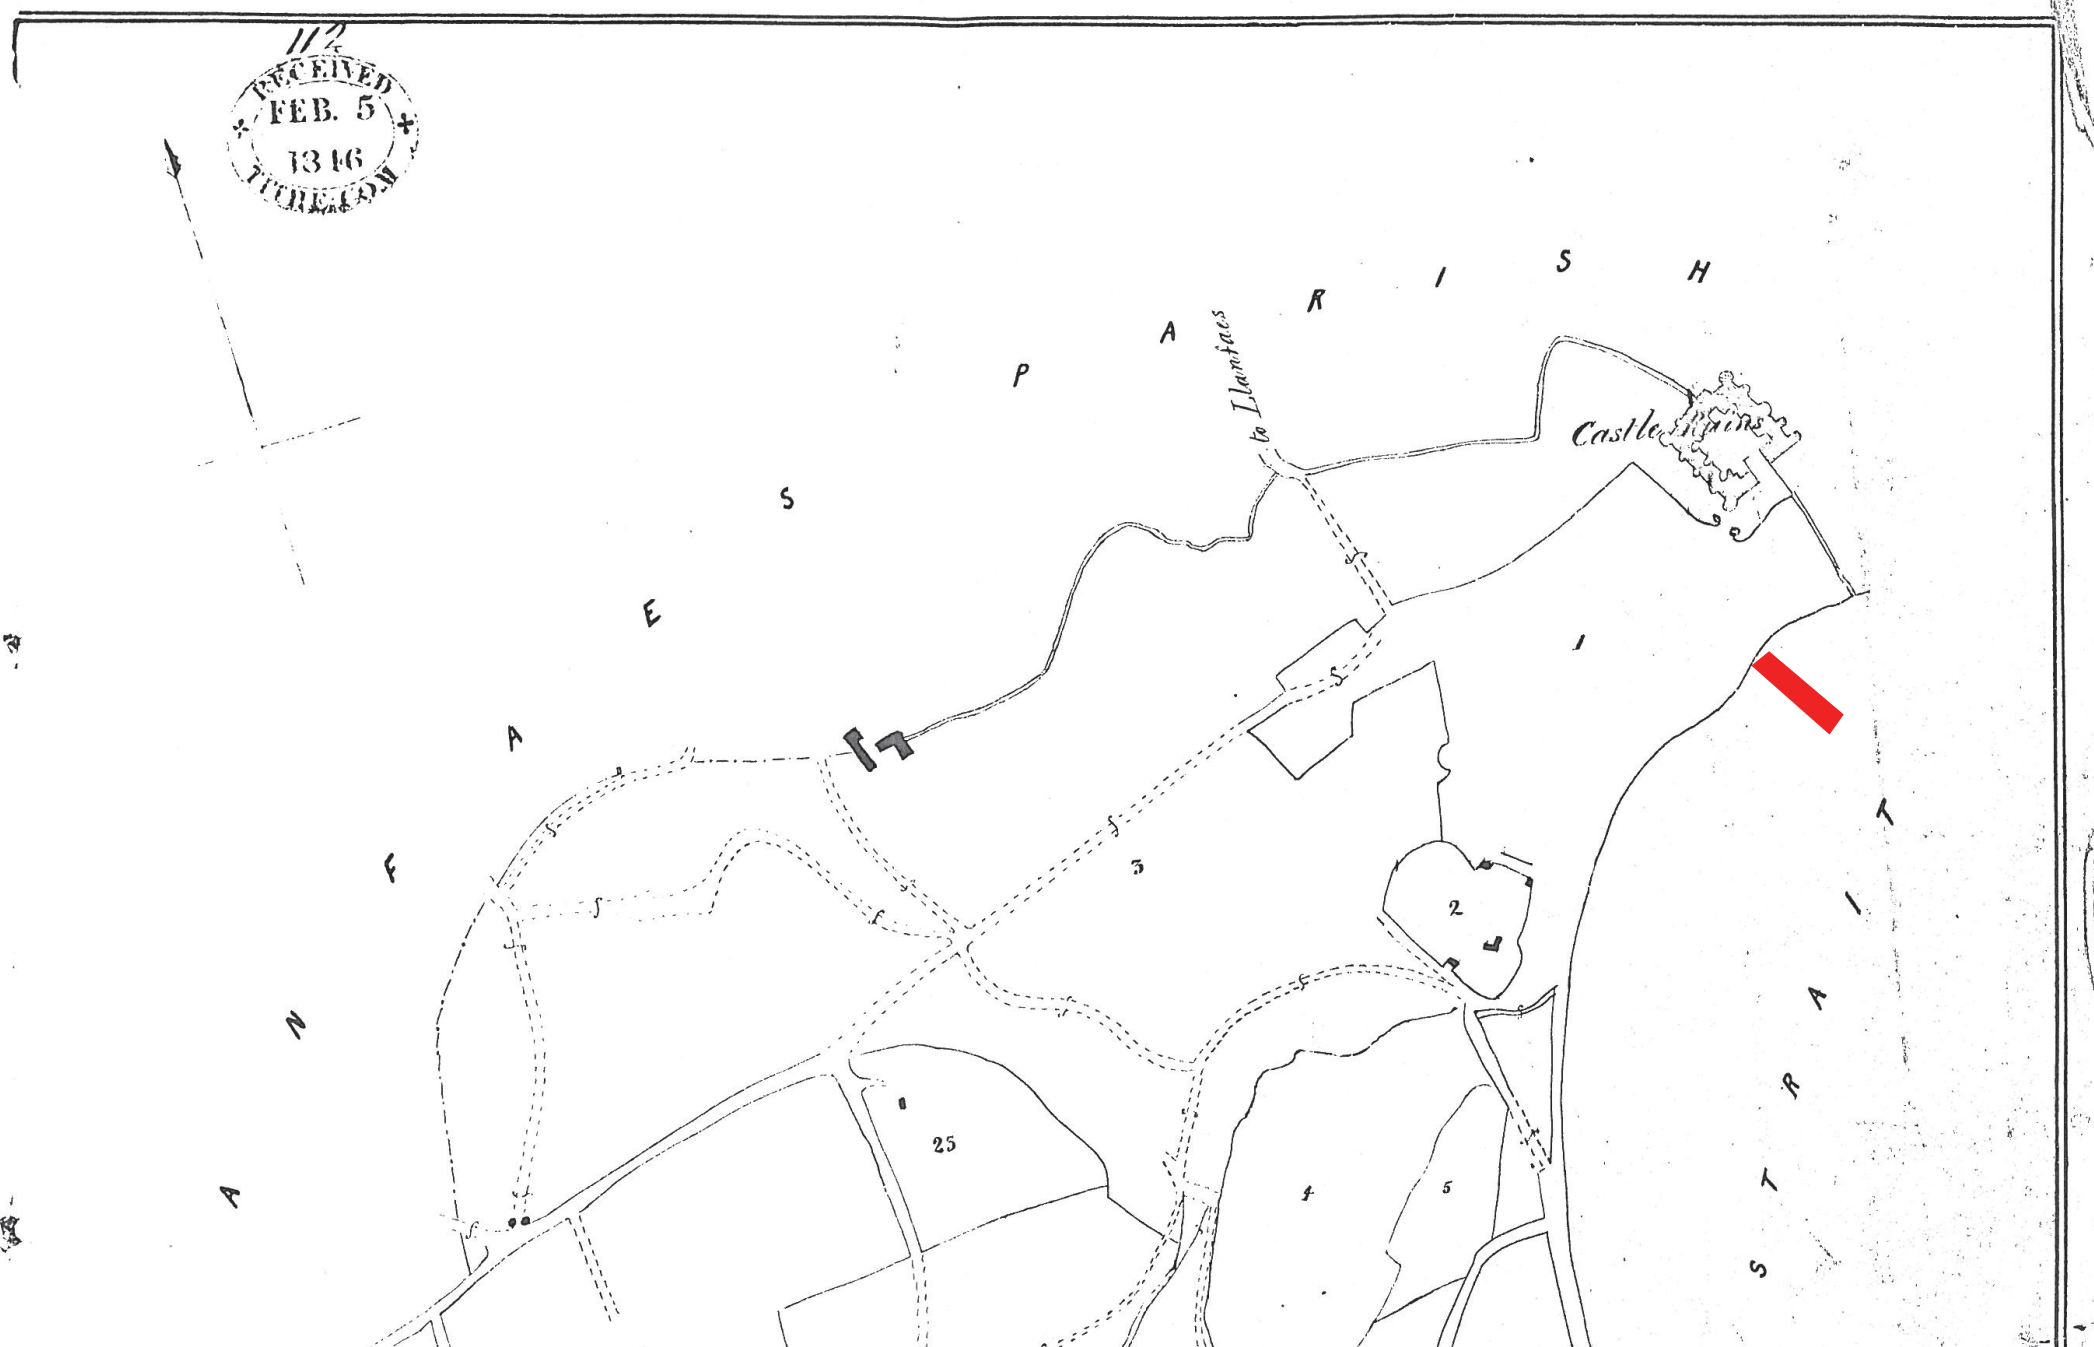 112
RECEIVED
FEB. 5
1846
TITHE.COM
PARISH
to Llanfaes
Castle Ruins
LLANFAES
1
3
2
25
4
5
STRAIT